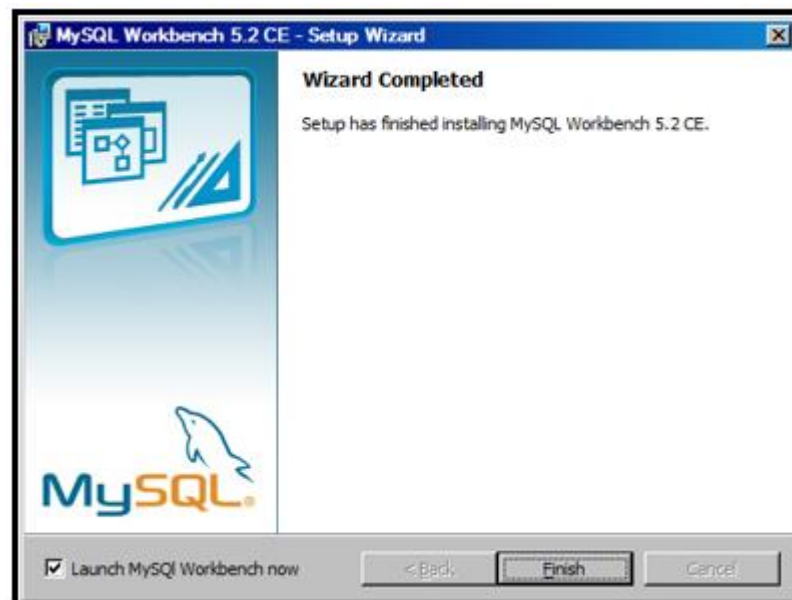 MySQL Workbench 5.2 CE - Setup Wizard
Wizard Completed
Setup has finished installing MySQL Workbench 5.2 CE.
MySQL®
Launch MySQl Workbench now
< Back
Finish
Cancel